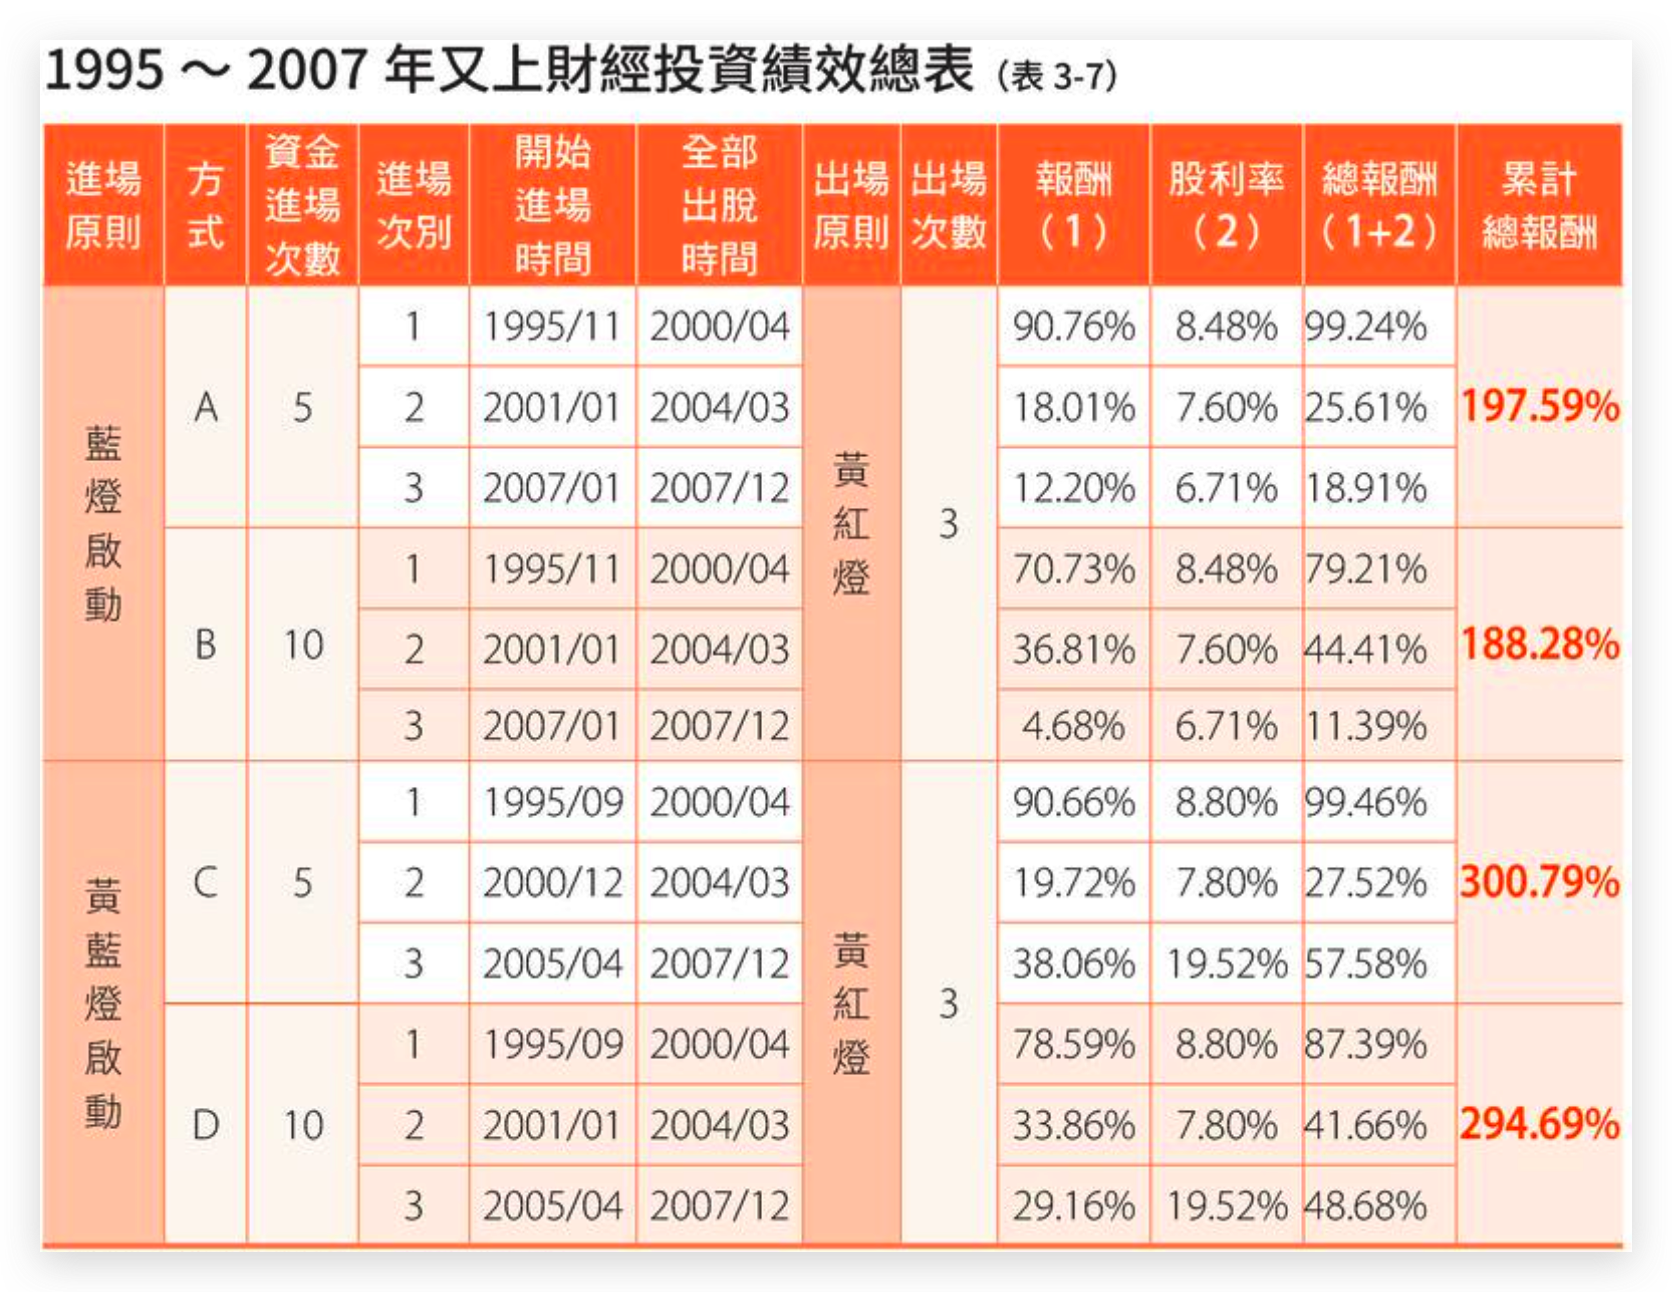 1995～2007 年又上財經投資績效總表（表 3-7）
進場原則 方式 資金進場次數 進場次別 開始進場時間 全部出脫時間 出場原則 出場次數 報酬（1） 股利率（2） 總報酬（1+2） 累計總報酬
藍燈啟動 A 5 1 1995/11 2000/04 黃紅燈 3 90.76% 8.48% 99.24% 197.59%
2 2001/01 2004/03 18.01% 7.60% 25.61%
3 2007/01 2007/12 12.20% 6.71% 18.91%
B 10 1 1995/11 2000/04 70.73% 8.48% 79.21% 188.28%
2 2001/01 2004/03 36.81% 7.60% 44.41%
3 2007/01 2007/12 4.68% 6.71% 11.39%
黃藍燈啟動 C 5 1 1995/09 2000/04 黃紅燈 3 90.66% 8.80% 99.46% 300.79%
2 2000/12 2004/03 19.72% 7.80% 27.52%
3 2005/04 2007/12 38.06% 19.52% 57.58%
D 10 1 1995/09 2000/04 78.59% 8.80% 87.39% 294.69%
2 2001/01 2004/03 33.86% 7.80% 41.66%
3 2005/04 2007/12 29.16% 19.52% 48.68%